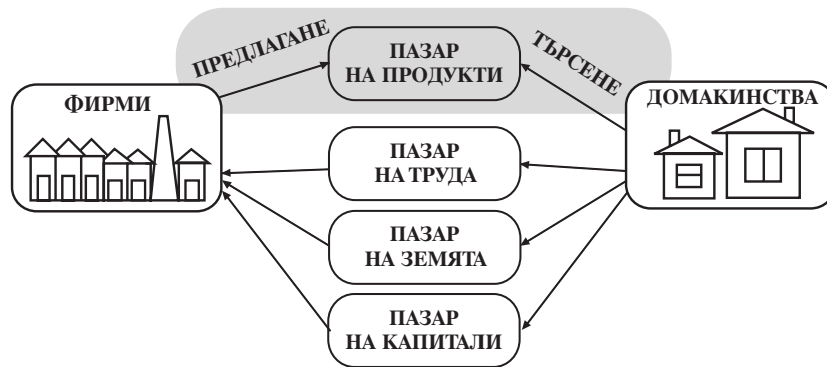 ПРЕДЛАГАНЕ
ПАЗАР
НА ПРОДУКТИ
ТЪРСЕНЕ
ФИРМИ
ДОМАКИНСТВА
ПАЗАР
НА ТРУДА
ПАЗАР
НА ЗЕМЯТА
ПАЗАР
НА КАПИТАЛИ